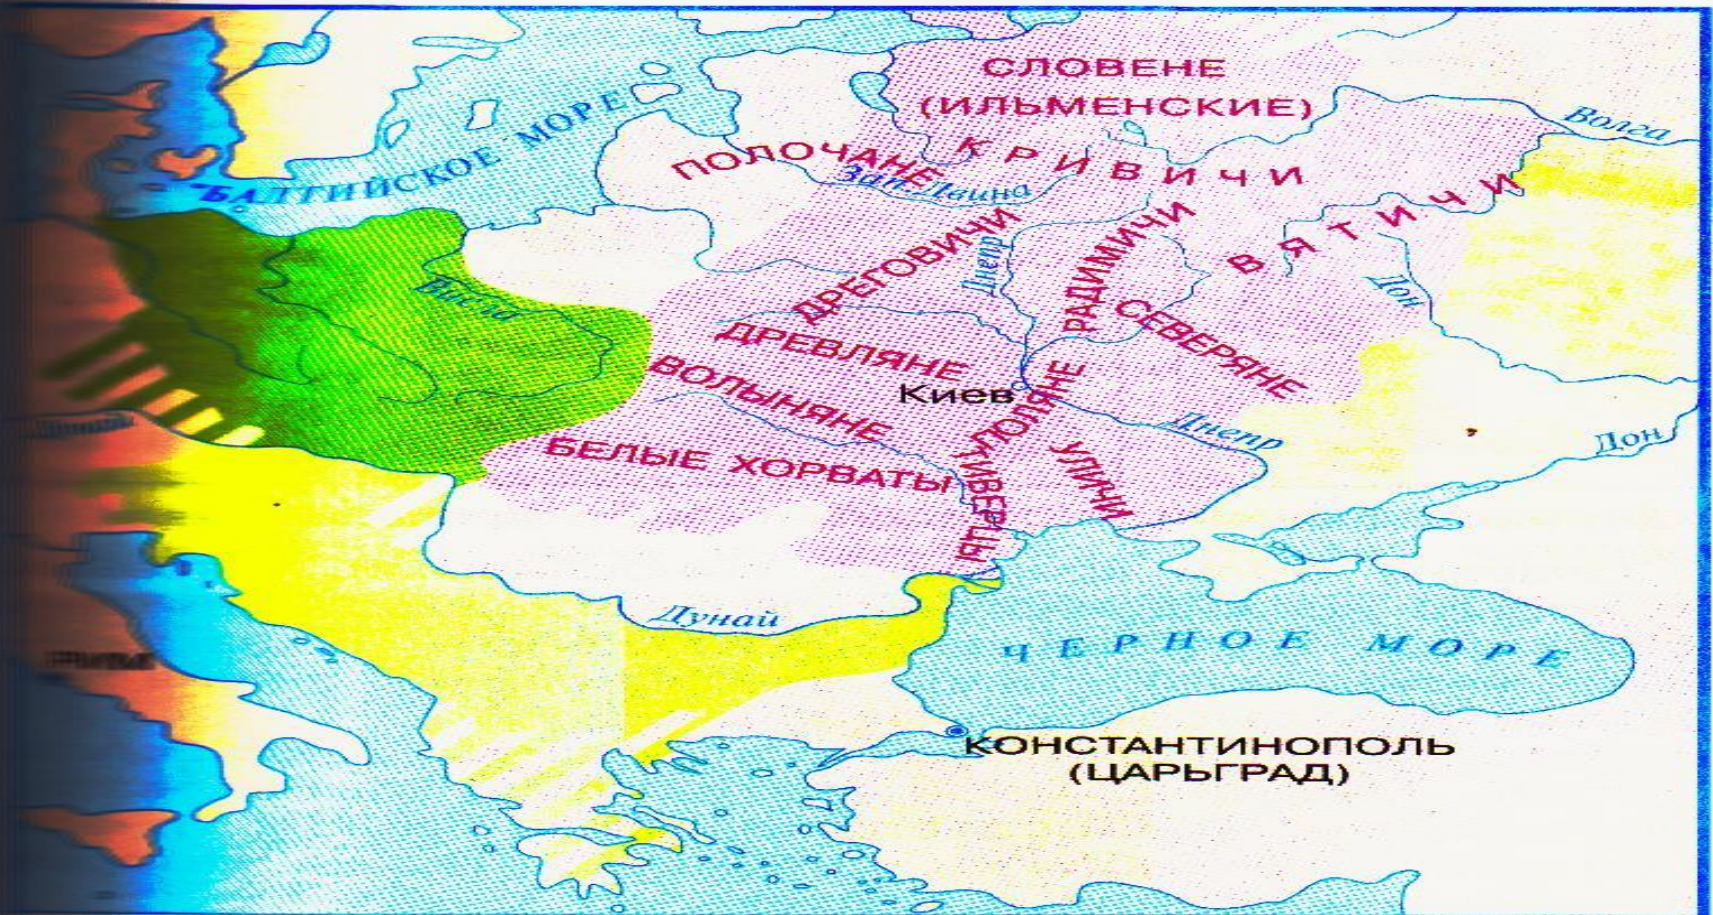 СЛОВЕНЕ
(ИЛЬМЕНСКИЕ)
Волга
БАЛТИЙСКОЕ МОРЕ
ПОЛОЧАНЕ
КРИВИЧИ
Зап. Двина
ВЯТИЧИ
ДРЕГОВИЧИ
Днепр
РАДИМИЧИ
Дон
Висла
СЕВЕРЯНЕ
ДРЕВЛЯНЕ
ВОЛЫНЯНЕ
Киев
ПОЛЯНЕ
Днепр
Дон
БЕЛЫЕ ХОРВАТЫ
УЛИЧИ
ТИВЕРЦЫ
Дунай
ЧЕРНОЕ МОРЕ
КОНСТАНТИНОПОЛЬ
(ЦАРЬГРАД)